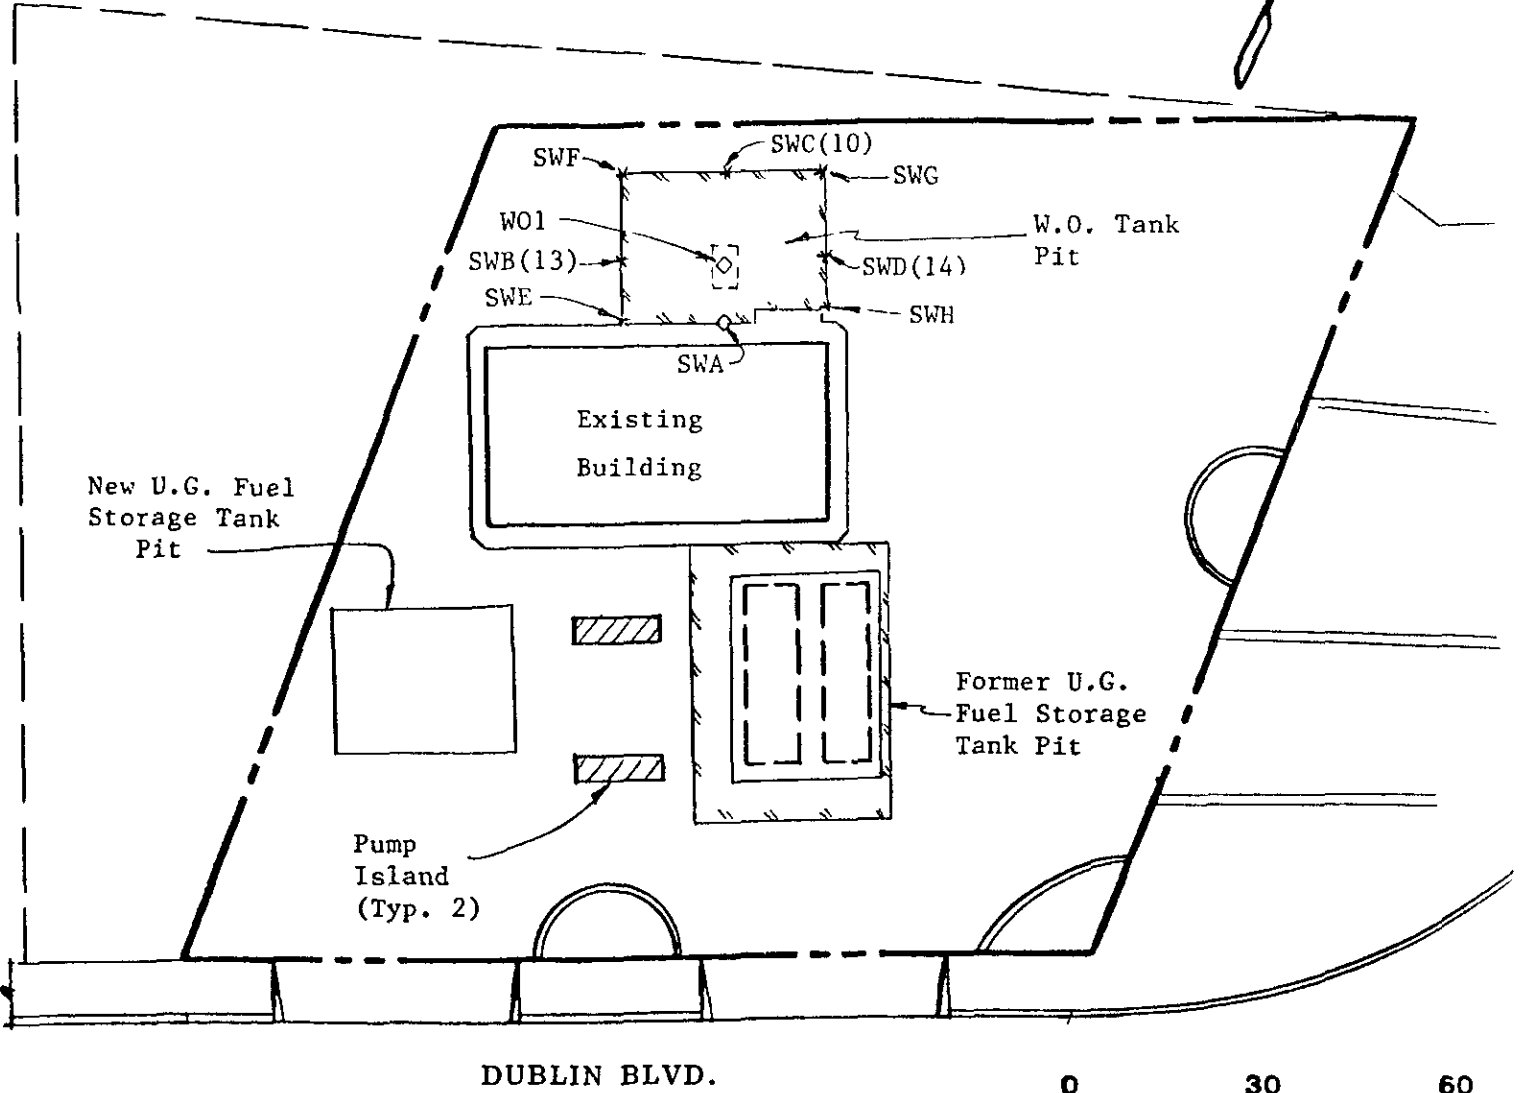 SWC(10)
SWF
SWG
WO1
W.O. Tank
Pit
SWB(13)
SWD(14)
SWE
SWH
SWA
Existing
Building
New U.G. Fuel
Storage Tank
Pit
Former U.G.
Fuel Storage
Tank Pit
Pump
Island
(Typ. 2)
DUBLIN BLVD.
0 30 60